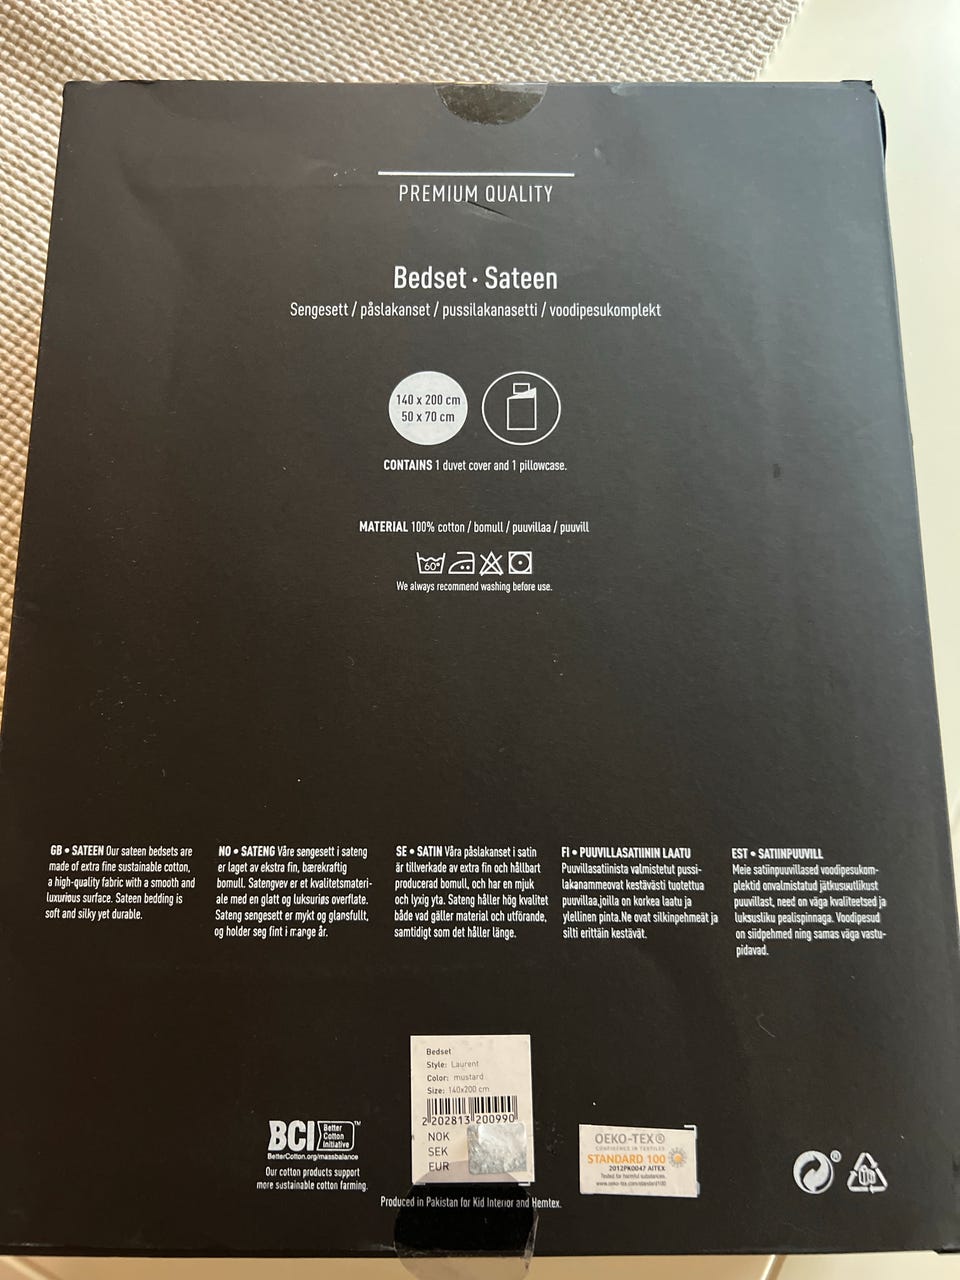 PREMIUM QUALITY
Bedset · Sateen
Sengesett / påslakanset / pussilakanasetti / voodipesukomplekt
140 x 200 cm
50 x 70 cm
CONTAINS 1 duvet cover and 1 pillowcase.
MATERIAL 100% cotton / bomull / puuvillaa / puuvill
60°
We always recommend washing before use.
GB • SATEEN Our sateen bedsets are
made of extra fine sustainable cotton,
a high-quality fabric with a smooth and
luxurious surface. Sateen bedding is
soft and silky yet durable.
NO • SATENG Våre sengesett i sateng
er laget av ekstra fin, bærekraftig
bomull. Satengvev er et kvalitetsmateri-
ale med en glatt og luksuriøs overflate.
Sateng sengesett er mykt og glansfullt,
og holder seg fint i mange år.
SE • SATIN Våra påslakanset i satin
är tillverkade av extra fin och hållbart
producerad bomull, och har en mjuk
och lyxig yta. Sateng håller hög kvalitet
både vad gäller material och utförande,
samtidigt som det håller länge.
FI • PUUVILLASATIININ LAATU
Puuvillasatiinista valmistetut pussi-
lakanammeovat kestävästi tuotettua
puuvillaa,joilla on korkea laatu ja
ylellinen pinta.Ne ovat silkinpehmeät ja
silti erittäin kestävät.
EST • SATIINPUUVILL
Meie satiinpuuvillased voodipesukom-
plektid onvalmistatud jätkusuutlikust
puuvillast, need on väga kvaliteetsed ja
luksusliku pealispinnaga. Voodipesud
on siidpehmed ning samas väga vastu-
pidavad.
Bedset
Style: Laurent
Color: mustard
Size: 140x200 cm
2 202813 200990
NOK
SEK
EUR
BCI Better Cotton Initiative™
BetterCotton.org/massbalance
Our cotton products support
more sustainable cotton farming.
OEKO-TEX®
CONFIDENCE IN TEXTILES
STANDARD 100
2012PK0047 AITEX
Tested for harmful substances.
www.oeko-tex.com/standard100
®
Produced in Pakistan for Kid Interior and Hemtex.